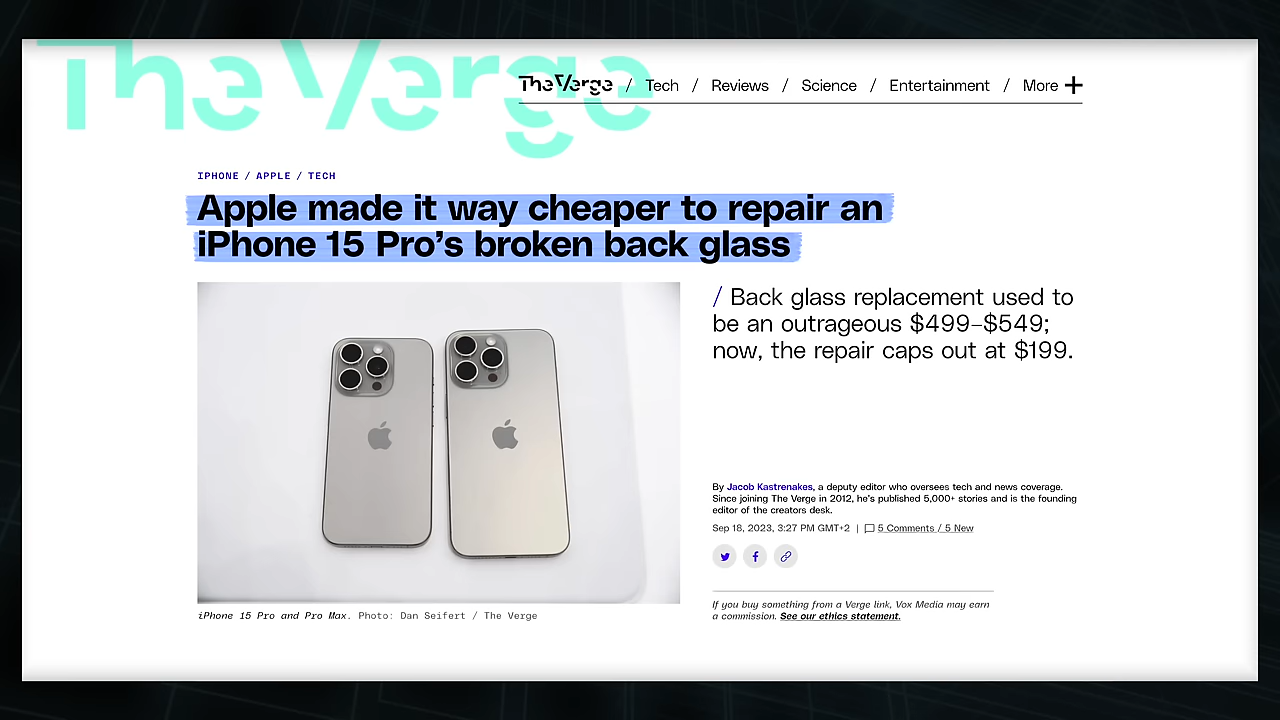 The Verge
The Verge / Tech / Reviews / Science / Entertainment / More +
IPHONE / APPLE / TECH
Apple made it way cheaper to repair an
iPhone 15 Pro’s broken back glass
/ Back glass replacement used to
be an outrageous $499–$549;
now, the repair caps out at $199.
By Jacob Kastrenakes, a deputy editor who oversees tech and news coverage.
Since joining The Verge in 2012, he's published 5,000+ stories and is the founding
editor of the creators desk.
Sep 18, 2023, 3:27 PM GMT+2 | 5 Comments / 5 New
If you buy something from a Verge link, Vox Media may earn
a commission. See our ethics statement.
iPhone 15 Pro and Pro Max. Photo: Dan Seifert / The Verge